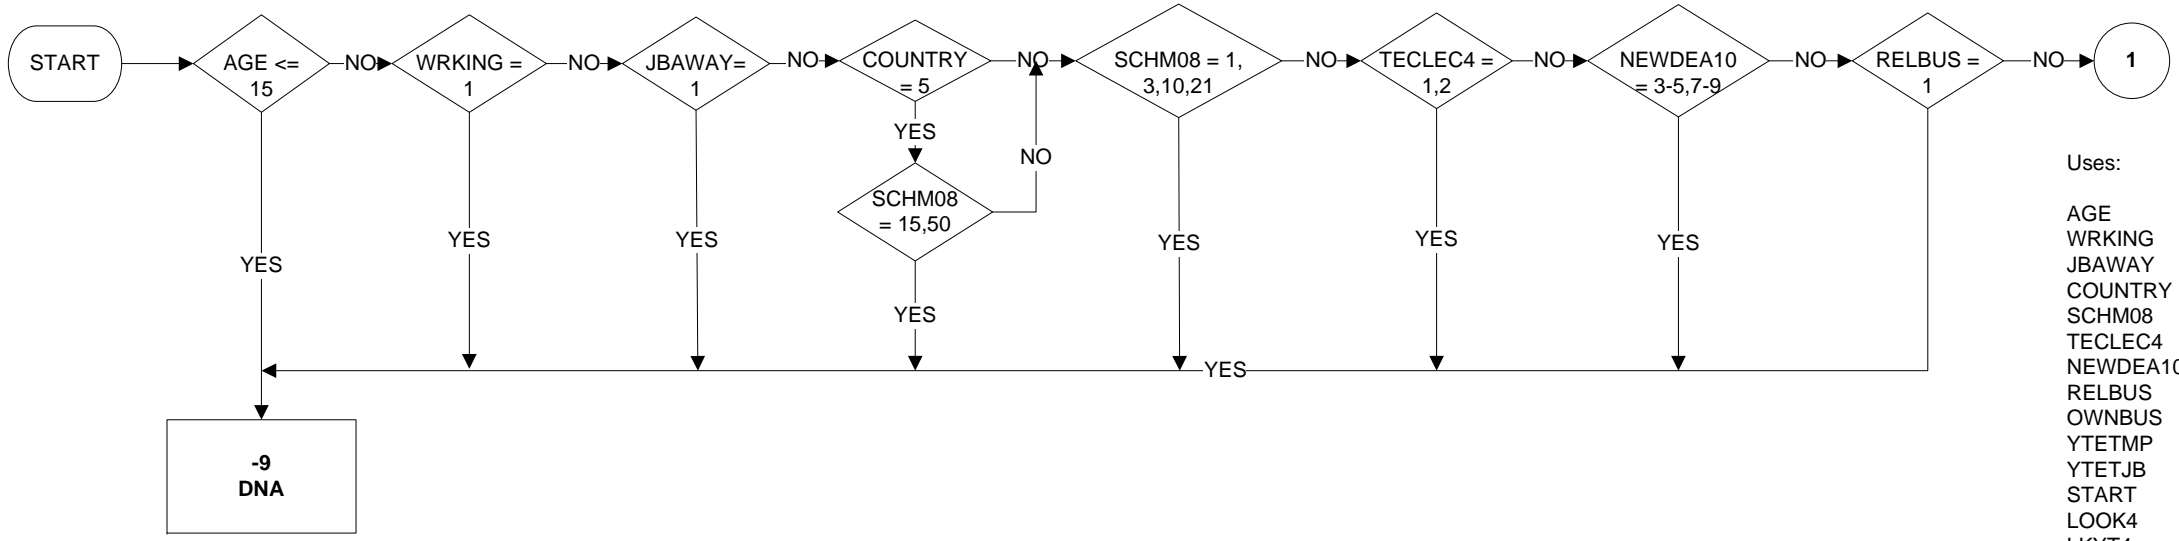 START
AGE <=
15
NO
WRKING =
1
NO
JBAWAY=
1
NO
COUNTRY
= 5
NO
SCHM08 = 1,
3,10,21
NO
TECLEC4 =
1,2
NO
NEWDEA10
= 3-5,7-9
NO
RELBUS =
1
NO
1
YES
NO
SCHM08
= 15,50
YES
YES
YES
YES
YES
YES
YES
YES
YES
-9
DNA
Uses:
AGE
WRKING
JBAWAY
COUNTRY
SCHM08
TECLEC4
NEWDEA10
RELBUS
OWNBUS
YTETMP
YTETJB
START
LOOK4